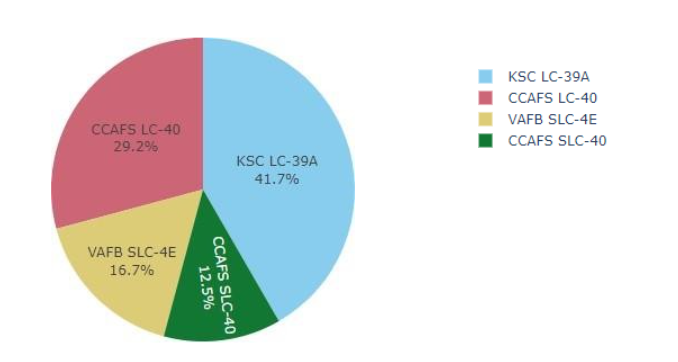 CCAFS LC-40
29.2%
KSC LC-39A
41.7%
VAFB SLC-4E
16.7%
CCAFS SLC-40
12.5%
KSC LC-39A
CCAFS LC-40
VAFB SLC-4E
CCAFS SLC-40